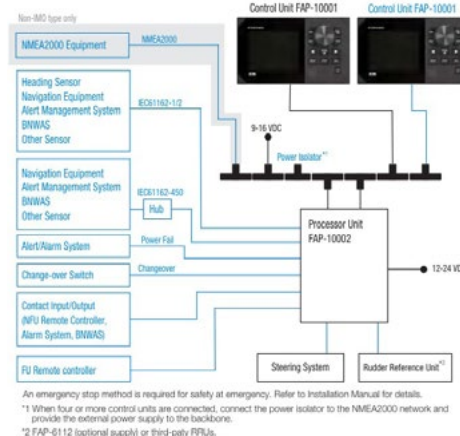 Control Unit FAP-10001
Control Unit FAP-10001
Non-IMO type only
NMEA2000 Equipment
NMEA2000
Heading Sensor
Navigation Equipment
Alert Management System
BNWAS
Other Sensor
IEC61162-1/2
9-16 VDC
Power Isolator*1
Navigation Equipment
Alert Management System
BNWAS
Other Sensor
IEC61162-450
Hub
Processor Unit
FAP-10002
Alert/Alarm System
Power Fail
12-24 VD
Change-over Switch
Changeover
Contact Input/Output
(NFU Remote Controller,
Alarm System, BNWAS)
FU Remote controller
Steering System
Rudder Reference Unit*2
An emergency stop method is required for safety at emergency. Refer to Installation Manual for details.
*1 When four or more control units are connected, connect the power isolator to the NMEA2000 network and
provide the external power supply to the backbone.
*2 FAP-6112 (optional supply) or third-paty RRUs.